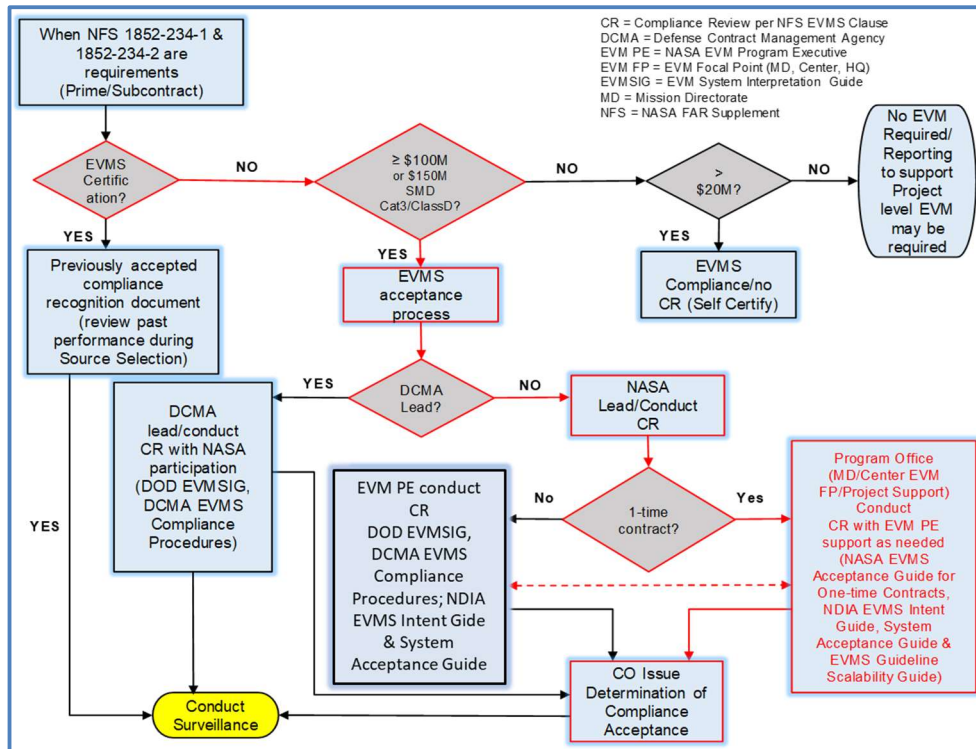 When NFS 1852-234-1 &
1852-234-2 are
requirements
(Prime/Subcontract)
CR = Compliance Review per NFS EVMS Clause
DCMA = Defense Contract Management Agency
EVM PE = NASA EVM Program Executive
EVM FP = EVM Focal Point (MD, Center, HQ)
EVMSIG = EVM System Interpretation Guide
MD = Mission Directorate
NFS = NASA FAR Supplement
EVMS
Certific
ation?
NO
≥ $100M
or $150M
SMD
Cat3/ClassD?
NO
>
$20M?
NO
No EVM
Required/
Reporting
to support
Project
level EVM
may be
required
YES
YES
YES
Previously accepted
compliance
recognition document
(review past
performance during
Source Selection)
EVMS
acceptance
process
EVMS
Compliance/no
CR (Self Certify)
YES
DCMA
Lead?
NO
NASA
Lead/Conduct
CR
DCMA
lead/conduct
CR with NASA
participation
(DOD EVMSIG,
DCMA EVMS
Compliance
Procedures)
YES
EVM PE conduct
CR
DOD EVMSIG,
DCMA EVMS
Compliance
Procedures; NDIA
EVMS Intent Gide
& System
Acceptance Guide
No
1-time
contract?
Yes
Program Office
(MD/Center EVM
FP/Project Support)
Conduct
CR with EVM PE
support as needed
(NASA EVMS
Acceptance Guide for
One-time Contracts,
NDIA EVMS Intent
Guide, System
Acceptance Guide &
EVMS Guideline
Scalability Guide)
Conduct
Surveillance
CO Issue
Determination of
Compliance
Acceptance